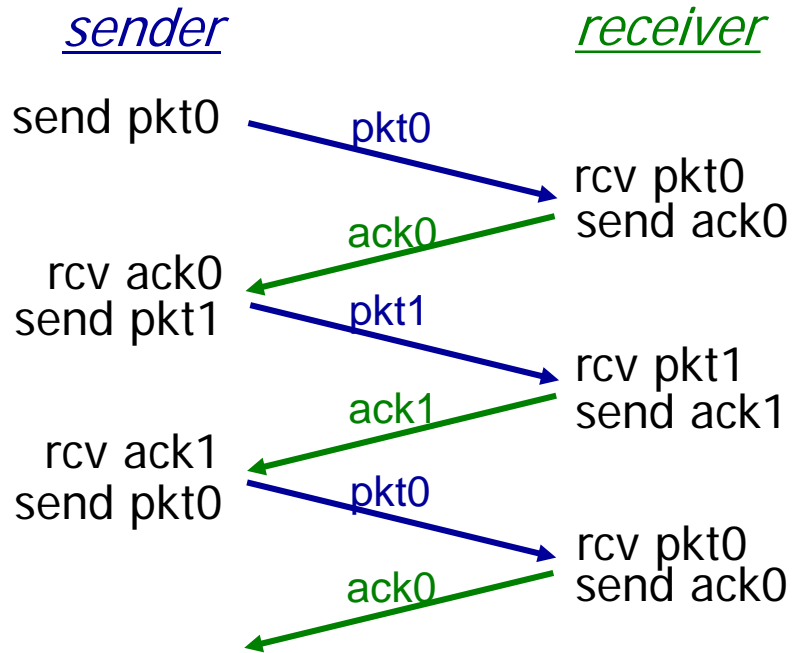 sender
receiver
send pkt0
pkt0
rcv pkt0
send ack0
ack0
rcv ack0
send pkt1
pkt1
rcv pkt1
send ack1
ack1
rcv ack1
send pkt0
pkt0
rcv pkt0
send ack0
ack0